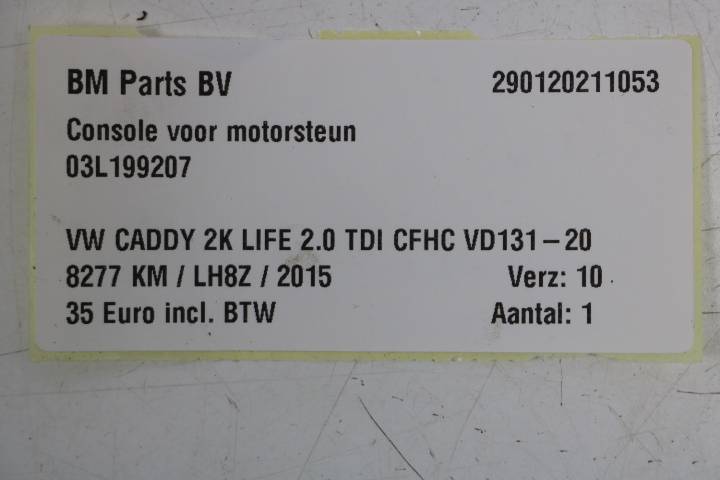 BM Parts BV 290120211053
Console voor motorsteun
03L199207
VW CADDY 2K LIFE 2.0 TDI CFHC VD131-20
8277 KM / LH8Z / 2015 Verz: 10
35 Euro incl. BTW Aantal: 1